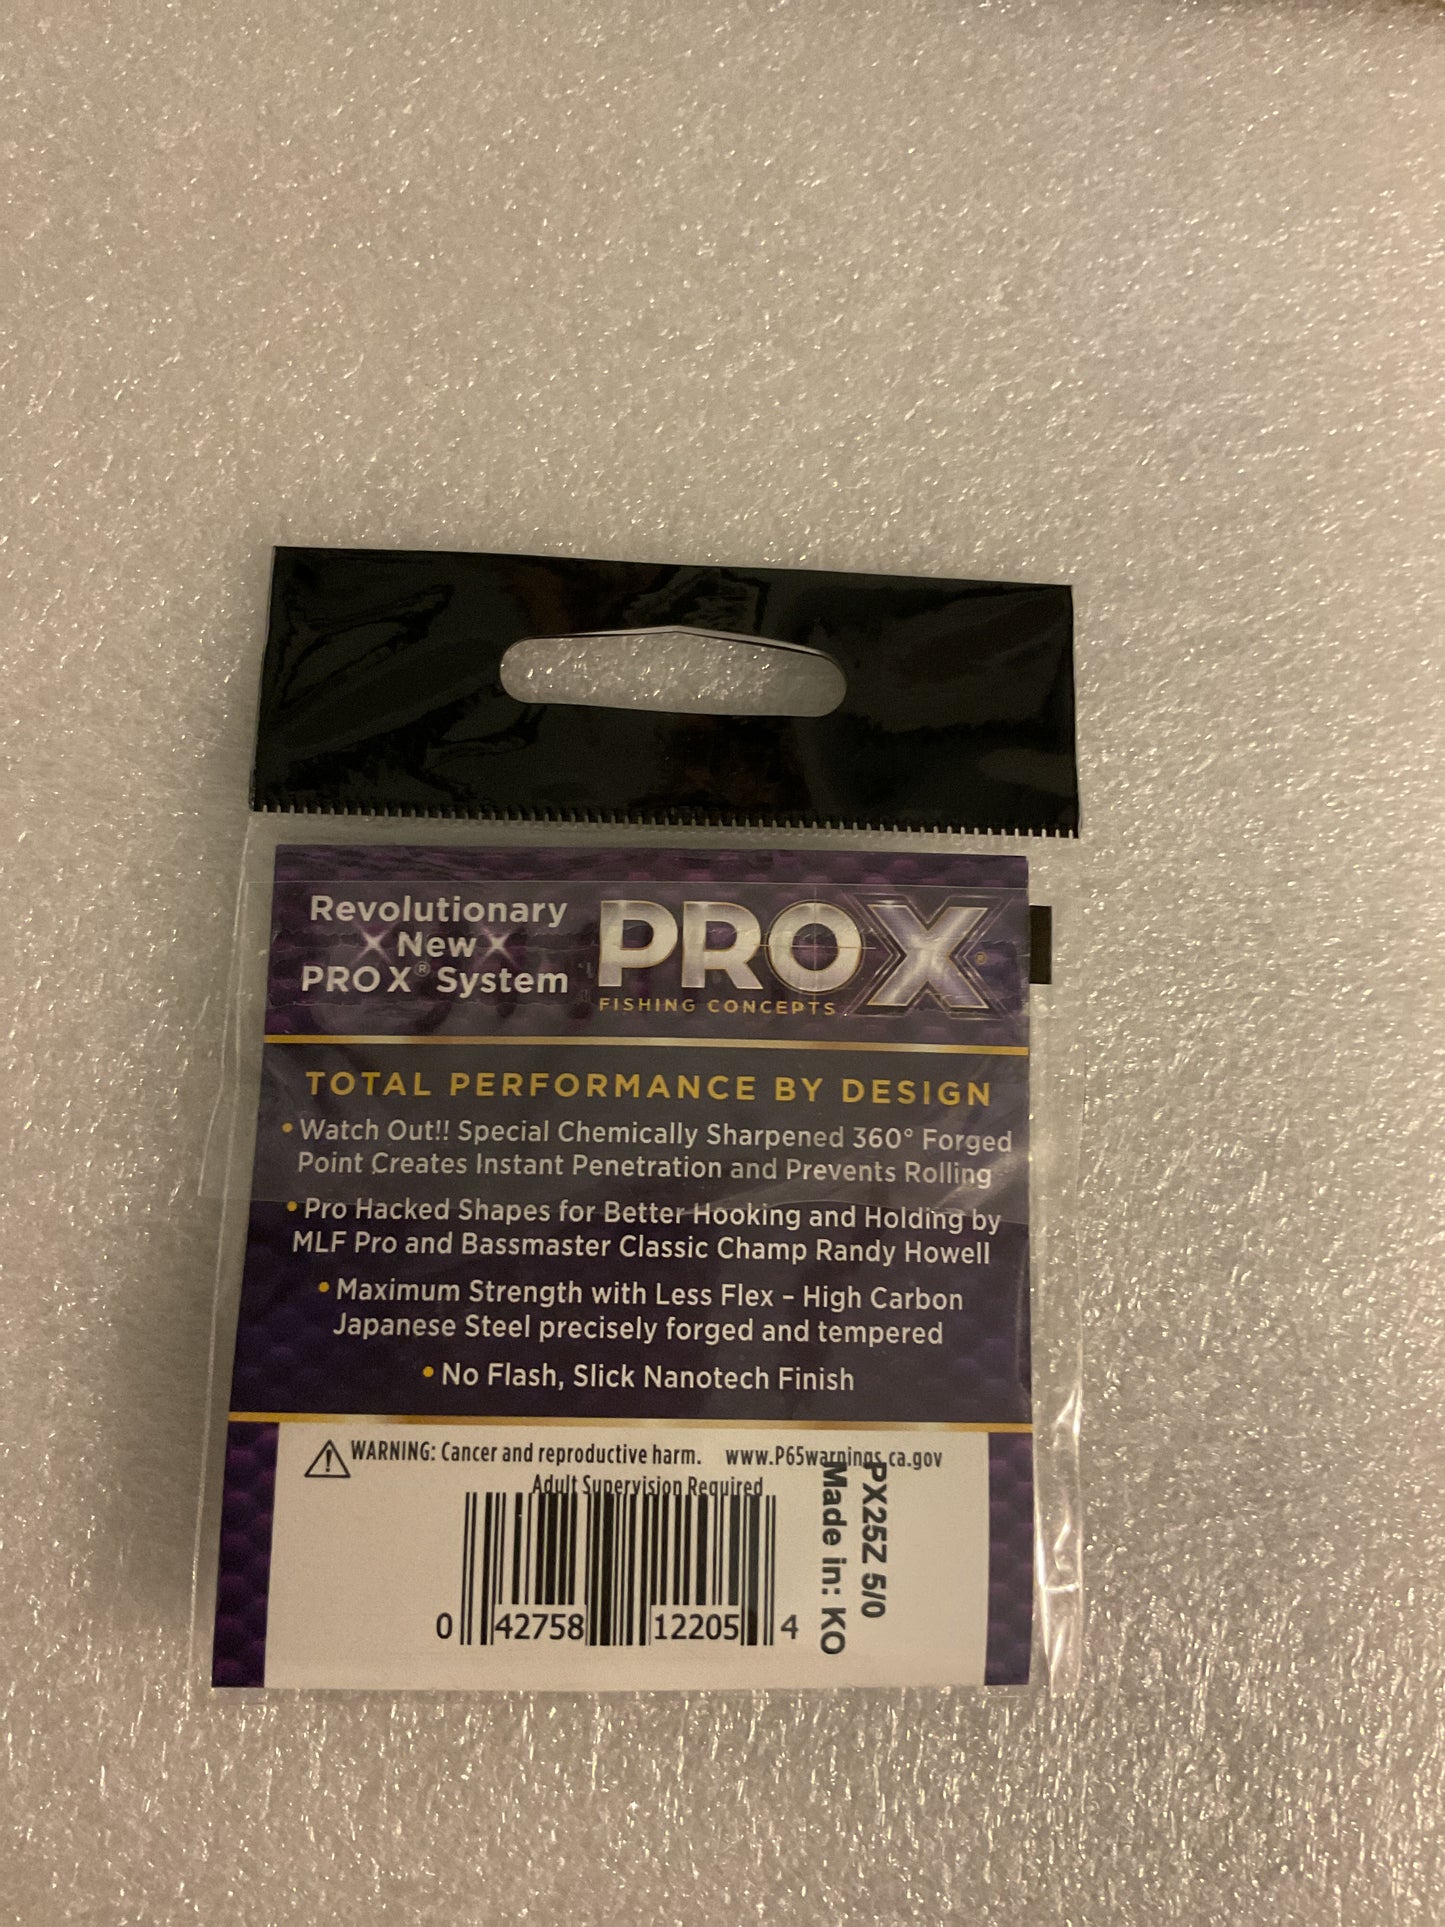 Revolutionary
New
PRO X® System
PROX®
FISHING CONCEPTS
TOTAL PERFORMANCE BY DESIGN
• Watch Out!! Special Chemically Sharpened 360° Forged
Point Creates Instant Penetration and Prevents Rolling
• Pro Hacked Shapes for Better Hooking and Holding by
MLF Pro and Bassmaster Classic Champ Randy Howell
• Maximum Strength with Less Flex – High Carbon
Japanese Steel precisely forged and tempered
• No Flash, Slick Nanotech Finish
WARNING: Cancer and reproductive harm. www.P65warnings.ca.gov
Adult Supervision Required
0 42758 12205 4
PX25Z 5/0
Made in: KO